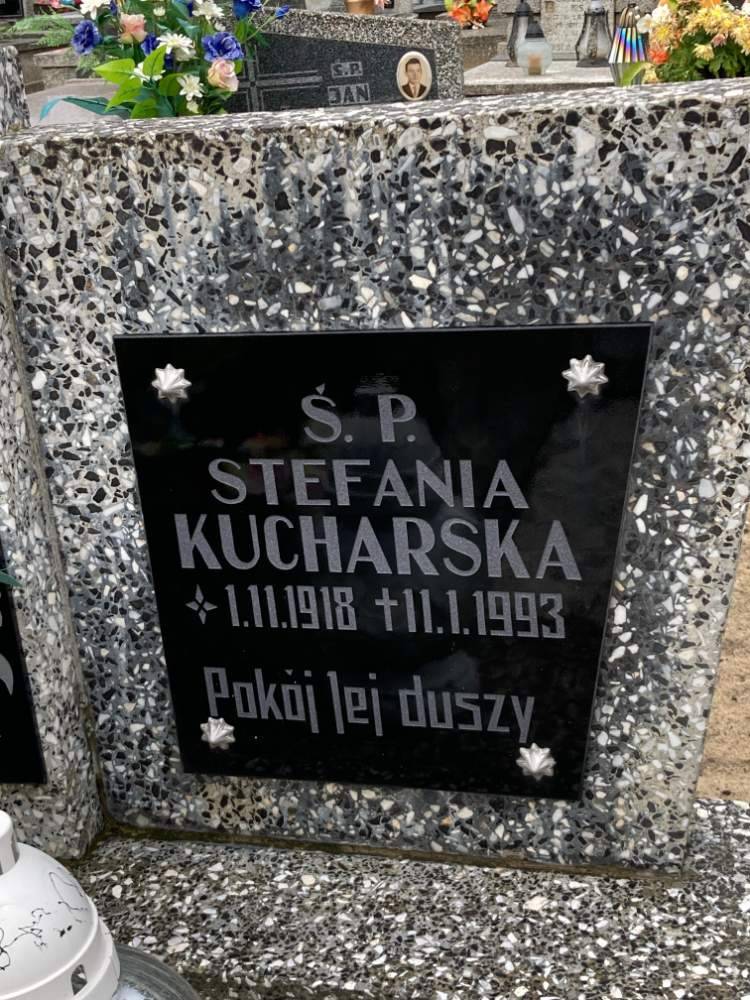 Ś.P.
JAN
Ś. P.
STEFANIA
KUCHARSKA
1.11.1918 †11.1.1993
Pokój Jej duszy